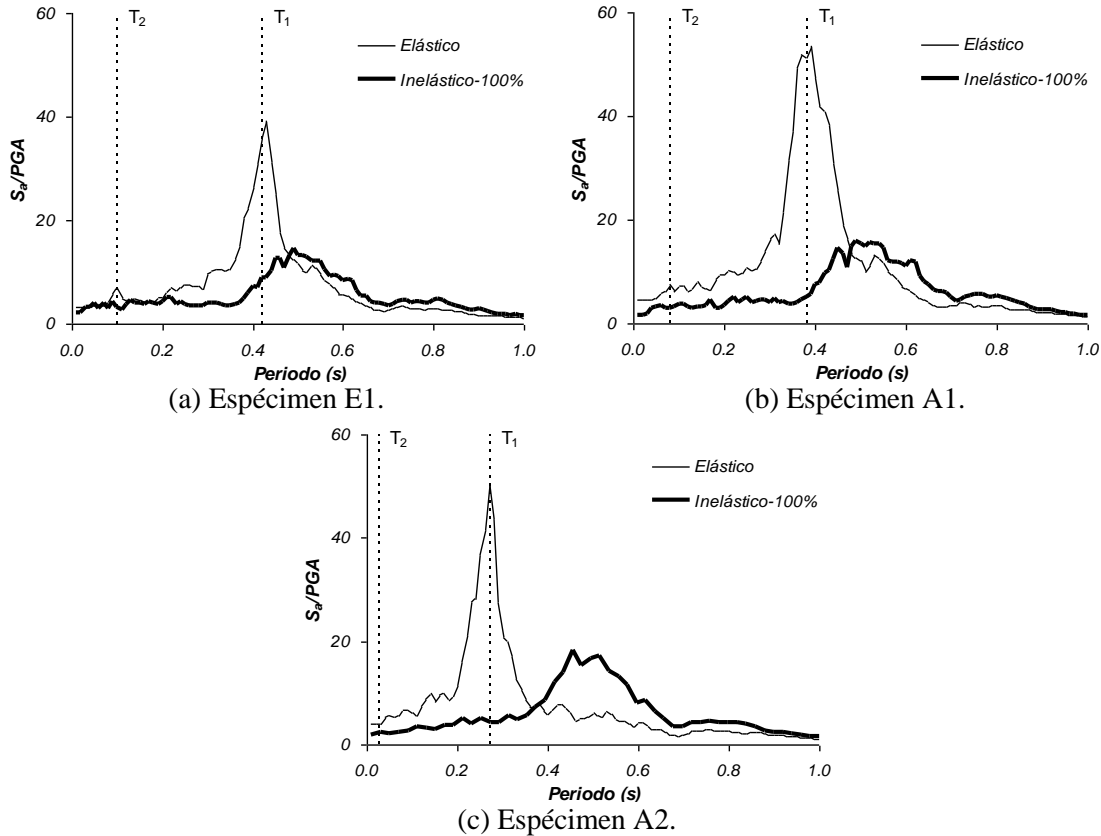 60
T2
T1
Elástico
Inelástico-100%
40
Sa/PGA
20
0
0.0 0.2 0.4 0.6 0.8 1.0
Periodo (s)
(a) Espécimen E1.
60
T2
T1
Elástico
Inelástico-100%
40
Sa/PGA
20
0
0.0 0.2 0.4 0.6 0.8 1.0
Periodo (s)
(b) Espécimen A1.
60
T2
T1
Elástico
Inelástico-100%
40
Sa/PGA
20
0
0.0 0.2 0.4 0.6 0.8 1.0
Periodo (s)
(c) Espécimen A2.